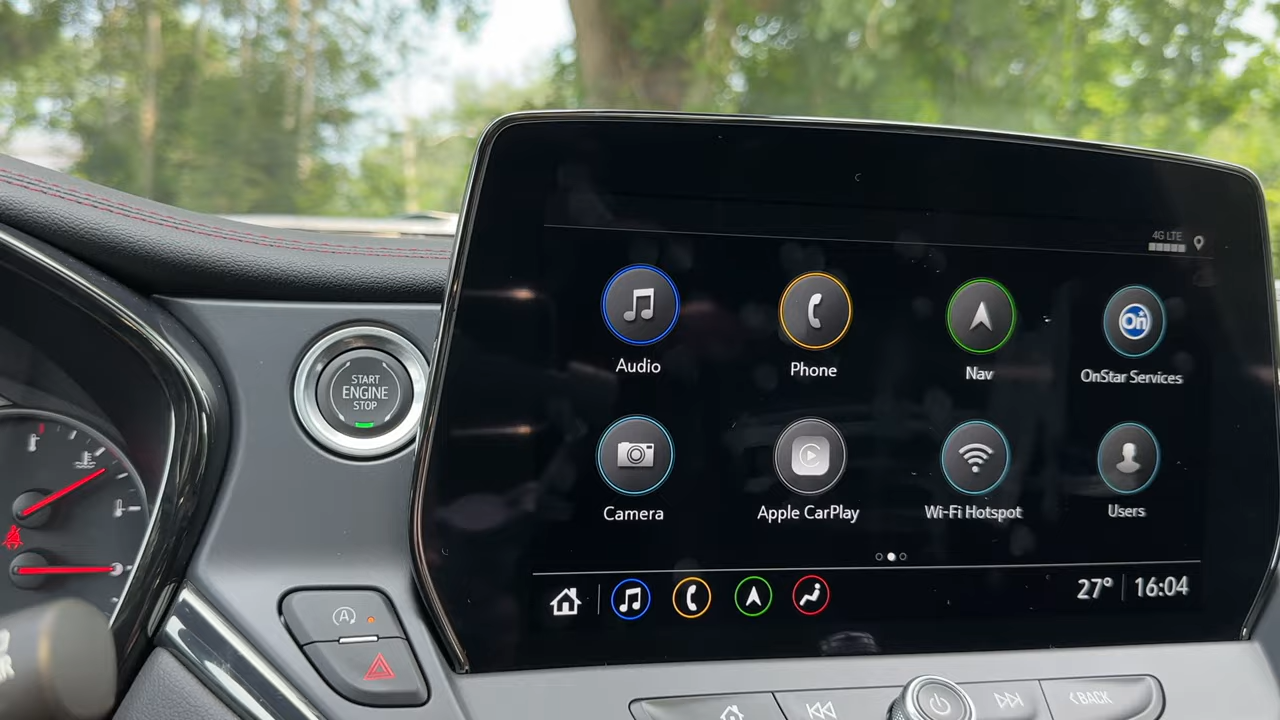 4G LTE
Audio
Phone
Nav
On
OnStar Services
Camera
Apple CarPlay
Wi-Fi Hotspot
Users
27° 16:04
START
ENGINE
STOP
A
BACK